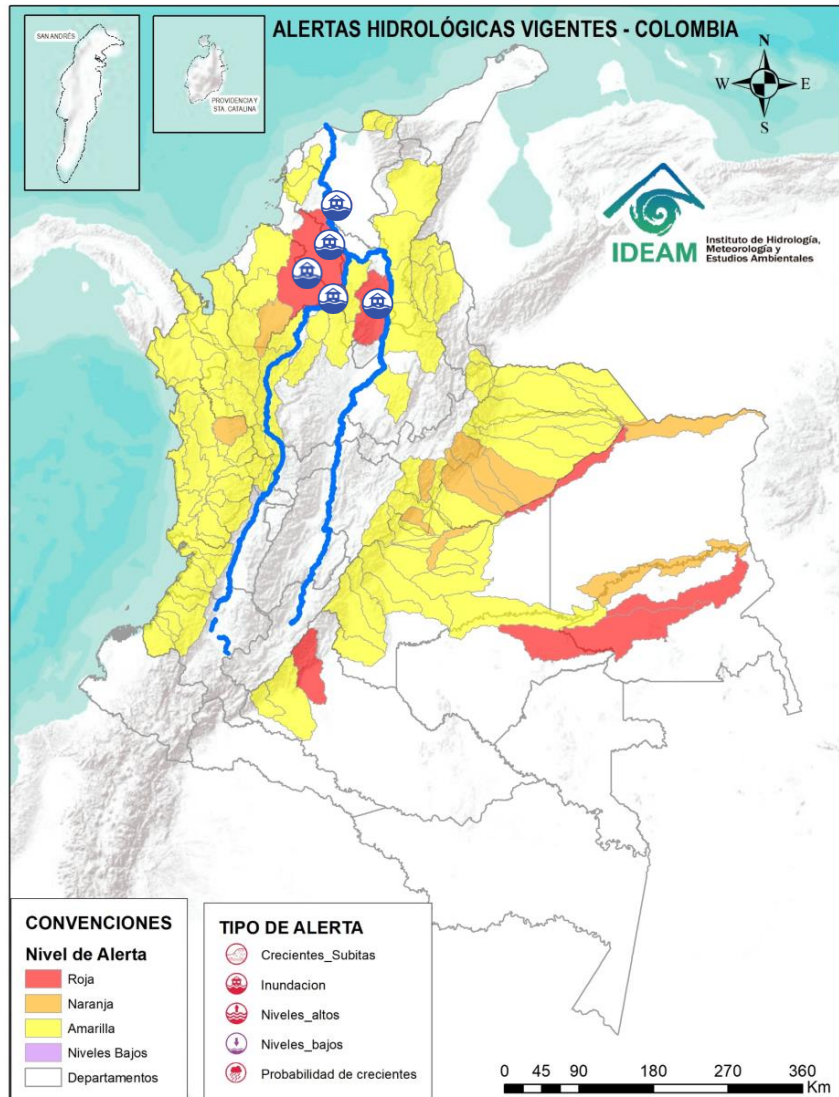 ALERTAS HIDROLÓGICAS VIGENTES - COLOMBIA
SAN ANDRÉS
PROVIDENCIA Y
STA. CATALINA
N
W
E
S
IDEAM
Instituto de Hidrología,
Meteorología y
Estudios Ambientales
CONVENCIONES
Nivel de Alerta
Roja
Naranja
Amarilla
Niveles Bajos
Departamentos
TIPO DE ALERTA
Crecientes_Subitas
Inundacion
Niveles_altos
Niveles_bajos
Probabilidad de crecientes
0 45 90 180 270 360
Km